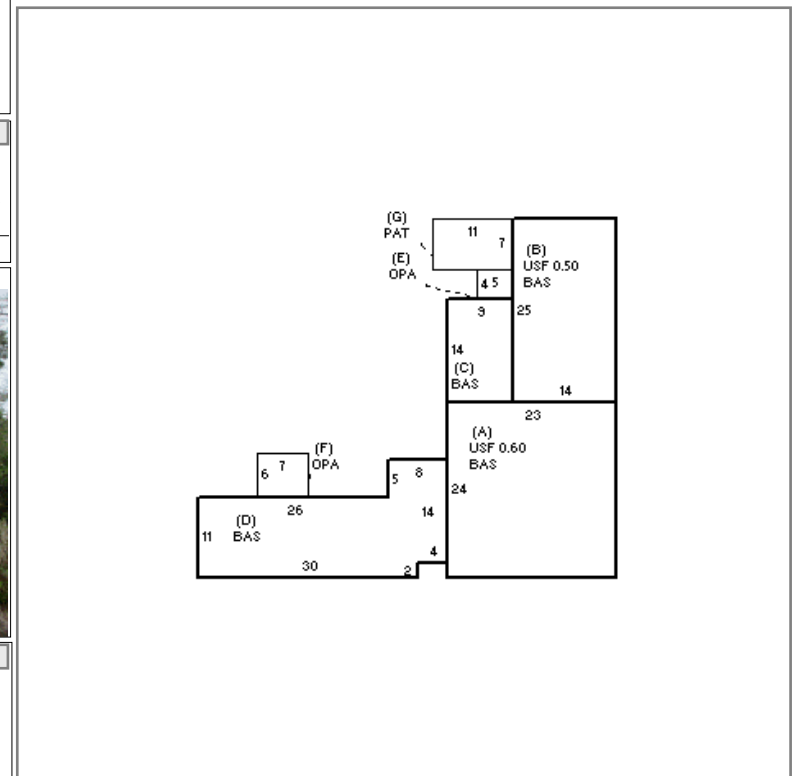 (G)
PAT
11
7
(E)
OPA
4 5
(B)
USF 0.50
BAS
9
25
14
(C)
BAS
14
23
(A)
USF 0.60
BAS
24
(F)
OPA
6 7
5 8
26
14
(D)
BAS
11
4
30
2